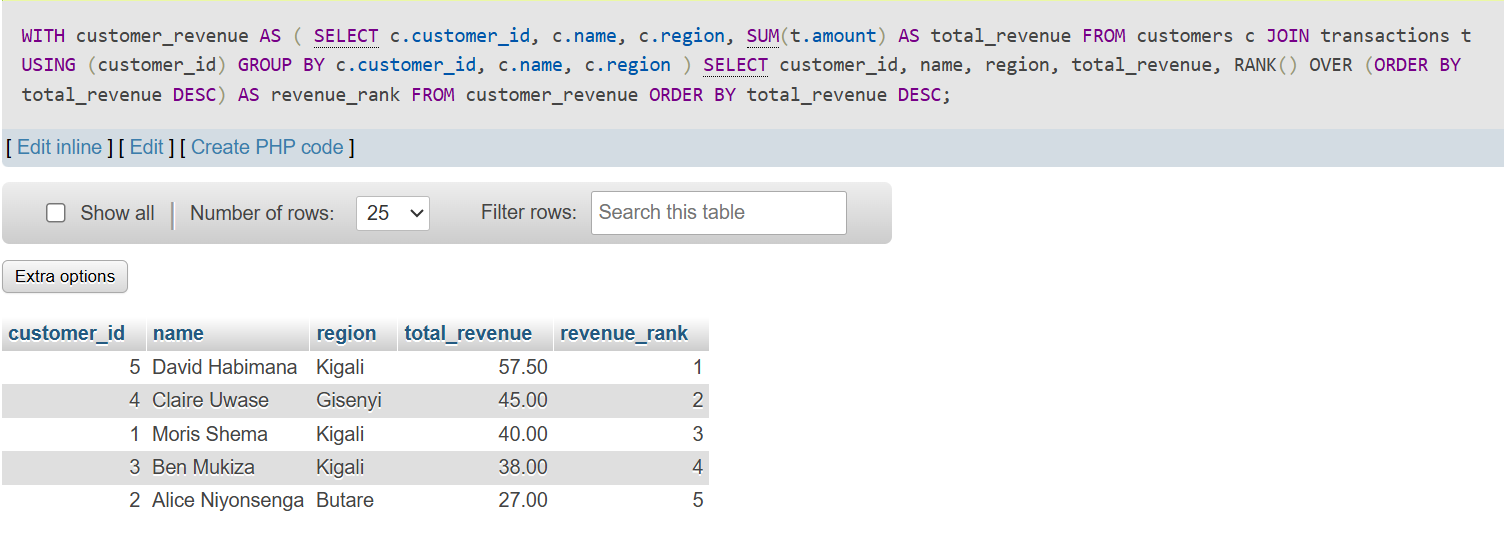 WITH customer_revenue AS ( SELECT c.customer_id, c.name, c.region, SUM(t.amount) AS total_revenue FROM customers c JOIN transactions t
USING (customer_id) GROUP BY c.customer_id, c.name, c.region ) SELECT customer_id, name, region, total_revenue, RANK() OVER (ORDER BY
total_revenue DESC) AS revenue_rank FROM customer_revenue ORDER BY total_revenue DESC;
[ Edit inline ] [ Edit ] [ Create PHP code ]
Show all | Number of rows: 25 Filter rows: Search this table
Extra options
customer_id name region total_revenue revenue_rank
5 David Habimana Kigali 57.50 1
4 Claire Uwase Gisenyi 45.00 2
1 Moris Shema Kigali 40.00 3
3 Ben Mukiza Kigali 38.00 4
2 Alice Niyonsenga Butare 27.00 5